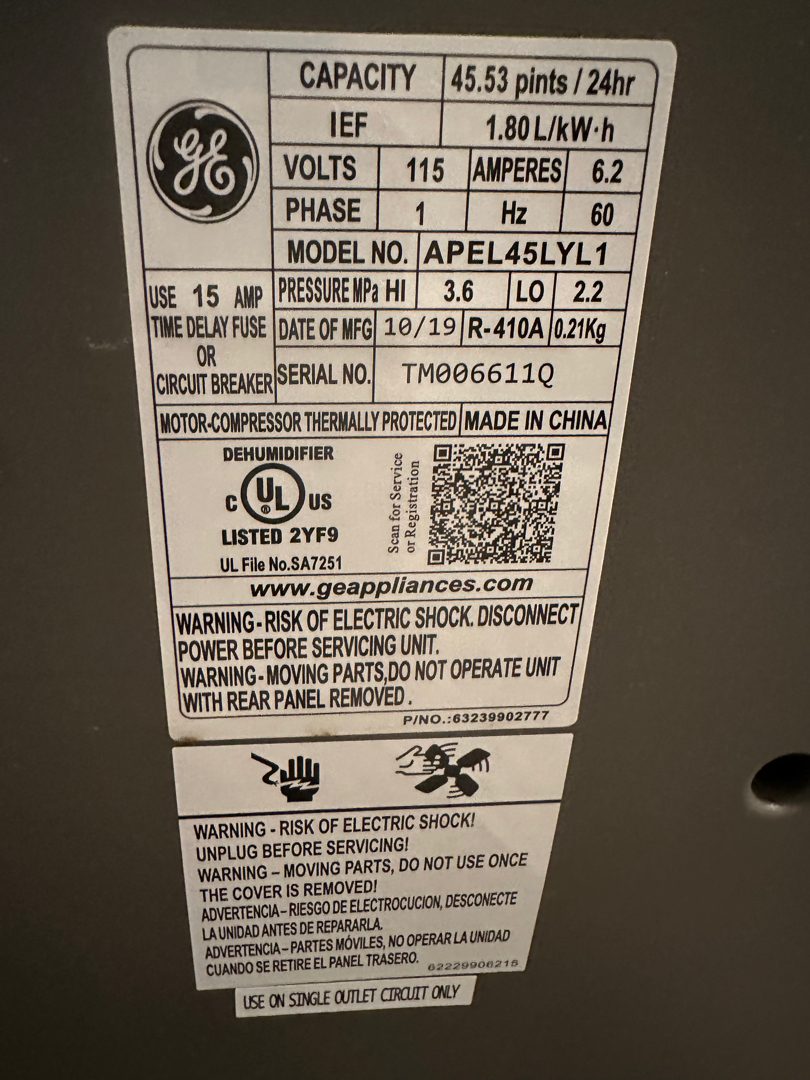 GE
CAPACITY 45.53 pints / 24hr
IEF 1.80 L/kW·h
VOLTS 115 AMPERES 6.2
PHASE 1 Hz 60
MODEL NO. APEL45LYL1
USE 15 AMP
TIME DELAY FUSE
OR
CIRCUIT BREAKER
PRESSURE MPa HI 3.6 LO 2.2
DATE OF MFG 10/19 R-410A 0.21Kg
SERIAL NO. TM006611Q
MOTOR-COMPRESSOR THERMALLY PROTECTED MADE IN CHINA
DEHUMIDIFIER
C UL ® US
LISTED 2YF9
UL File No.SA7251
Scan for Service
or Registration
www.geappliances.com
WARNING-RISK OF ELECTRIC SHOCK. DISCONNECT
POWER BEFORE SERVICING UNIT.
WARNING-MOVING PARTS,DO NOT OPERATE UNIT
WITH REAR PANEL REMOVED.
P/NO.:63239902777
WARNING - RISK OF ELECTRIC SHOCK!
UNPLUG BEFORE SERVICING!
WARNING – MOVING PARTS, DO NOT USE ONCE
THE COVER IS REMOVED!
ADVERTENCIA – RIESGO DE ELECTROCUCION, DESCONECTE
LA UNIDAD ANTES DE REPARARLA.
ADVERTENCIA – PARTES MÓVILES, NO OPERAR LA UNIDAD
CUANDO SE RETIRE EL PANEL TRASERO.
62229906215
USE ON SINGLE OUTLET CIRCUIT ONLY